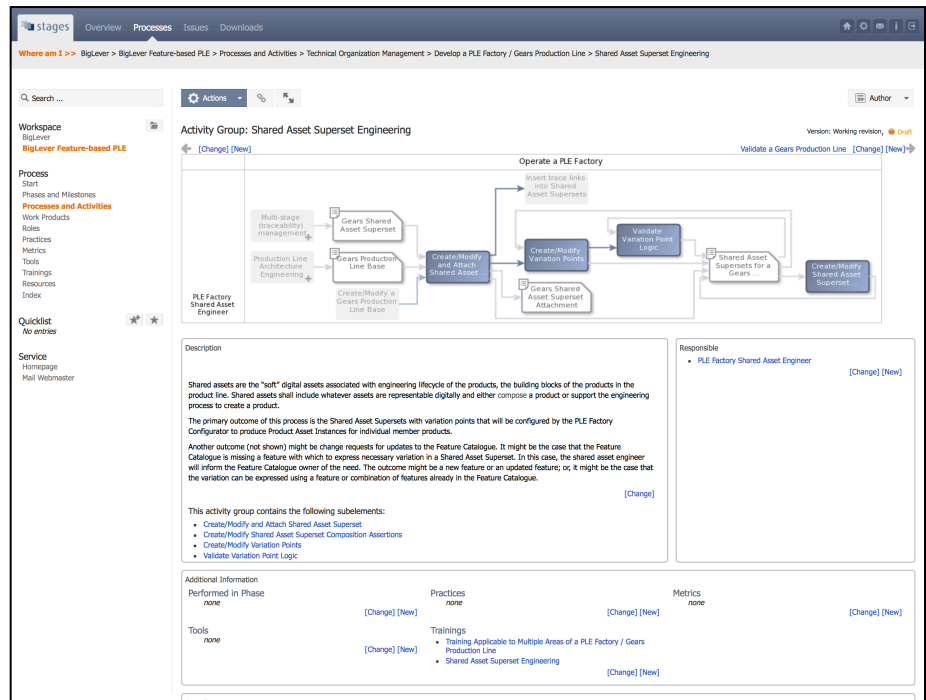 stages Overview Processes Issues Downloads
Where am I >> BigLever > BigLever Feature-based PLE > Processes and Activities > Technical Organization Management > Develop a PLE Factory / Gears Production Line > Shared Asset Superset Engineering
Search ...
Actions
Author
Workspace
BigLever
BigLever Feature-based PLE
Process
Start
Phases and Milestones
Processes and Activities
Work Products
Roles
Practices
Metrics
Tools
Trainings
Resources
Index
Quicklist
No entries
Service
Homepage
Mail Webmaster
Activity Group: Shared Asset Superset Engineering
Version: Working revision, Draft
[Change] [New]
Validate a Gears Production Line [Change] [New]
Operate a PLE Factory
Insert trace links
into Shared
Asset Supersets
Multi-stage
(traceability)
management
Gears Shared
Asset Superset
Production Line
Architecture
Engineering
Gears Production
Line Base
Create/Modify a
Gears Production
Line Base
Create/Modify
and Attach
Shared Asset ...
Create/Modify
Variation Points
Validate
Variation Point
Logic
Gears Shared
Asset Superset
Attachment
Shared Asset
Supersets for a
Gears ...
Create/Modify
Shared Asset
Superset ...
PLE Factory
Shared Asset
Engineer
Description
Shared assets are the "soft" digital assets associated with engineering lifecycle of the products, the building blocks of the products in the
product line. Shared assets shall include whatever assets are representable digitally and either compose a product or support the engineering
process to create a product.
The primary outcome of this process is the Shared Asset Supersets with variation points that will be configured by the PLE Factory
Configurator to produce Product Asset Instances for individual member products.
Another outcome (not shown) might be change requests for updates to the Feature Catalogue. It might be the case that the Feature
Catalogue is missing a feature with which to express necessary variation in a Shared Asset Superset. In this case, the shared asset engineer
will inform the Feature Catalogue owner of the need. The outcome might be a new feature or an updated feature; or, it might be the case that
the variation can be expressed using a feature or combination of features already in the Feature Catalogue.
[Change]
This activity group contains the following subelements:
Create/Modify and Attach Shared Asset Superset
Create/Modify Shared Asset Superset Composition Assertions
Create/Modify Variation Points
Validate Variation Point Logic
Responsible
PLE Factory Shared Asset Engineer
[Change] [New]
Additional Information
Performed in Phase
none
[Change] [New]
Practices
none
[Change] [New]
Metrics
none
[Change] [New]
Tools
none
[Change] [New]
Trainings
Training Applicable to Multiple Areas of a PLE Factory / Gears
Production Line
Shared Asset Superset Engineering
[Change] [New]